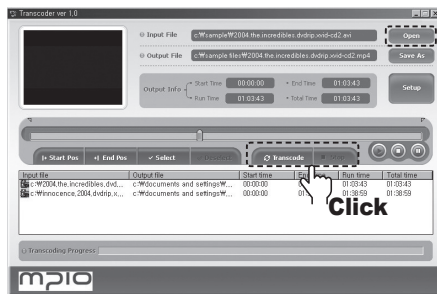 Transcoder ver 1.0
Input File c:₩sample₩2004.the.incredibles.dvdrip.xvid-cd2.avi Open
Output File c:₩sample files₩2004.the.incredibles.dvdrip.xvid-cd2.mp4 Save As
Output Info Start Time 00:00:00 End Time 01:03:43 Setup
Run Time 01:03:43 Total Time 01:03:43
Start Pos End Pos Select Transcode
Input file Output file Start time Run time Total time
c:₩2004,the,incredibles,dvd... c:₩documents and settings₩... 00:00:00 01:03:43 01:03:43
c:₩innocence,2004,dvdrip,x... c:₩documents and settings₩... 00:00:00 01:38:59 01:38:59
Click
Transcoding Progress
mpio